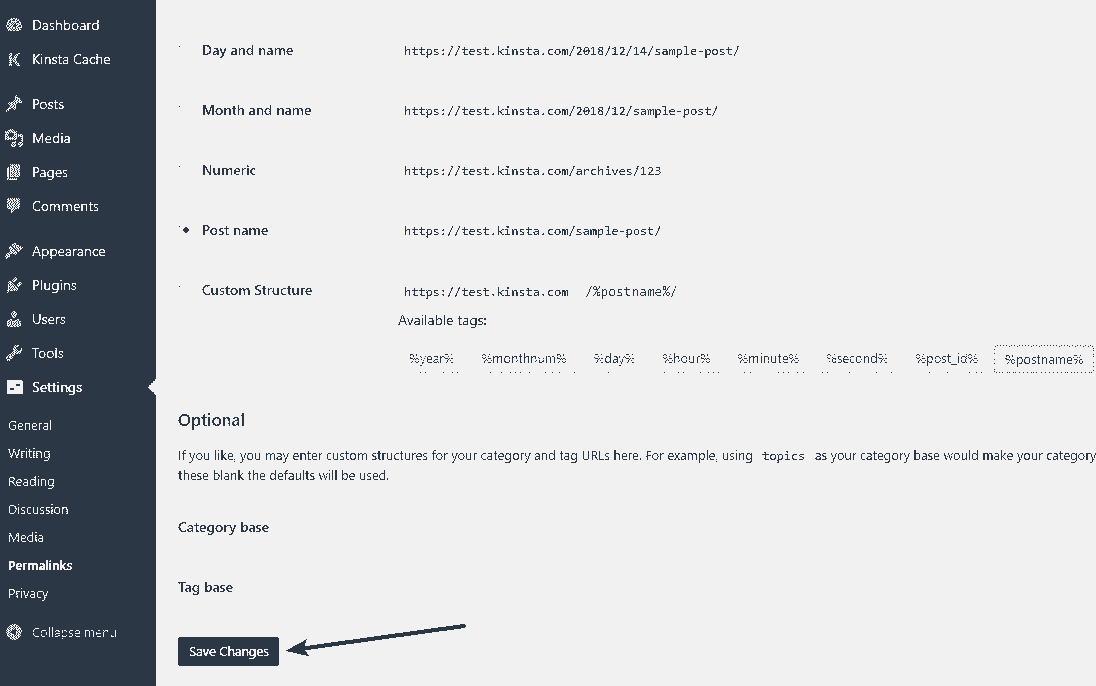 Dashboard
Kinsta Cache
Posts
Media
Pages
Comments
Appearance
Plugins
Users
Tools
Settings
General
Writing
Reading
Discussion
Media
Permalinks
Privacy
Collapse menu
Day and name https://test.kinsta.com/2018/12/14/sample-post/
Month and name https://test.kinsta.com/2018/12/sample-post/
Numeric https://test.kinsta.com/archives/123
Post name https://test.kinsta.com/sample-post/
Custom Structure https://test.kinsta.com /%postname%/
Available tags:
%year% %monthnum% %day% %hour% %minute% %second% %post_id% %postname%
Optional
If you like, you may enter custom structures for your category and tag URLs here. For example, using topics as your category base would make your category
these blank the defaults will be used.
Category base
Tag base
Save Changes